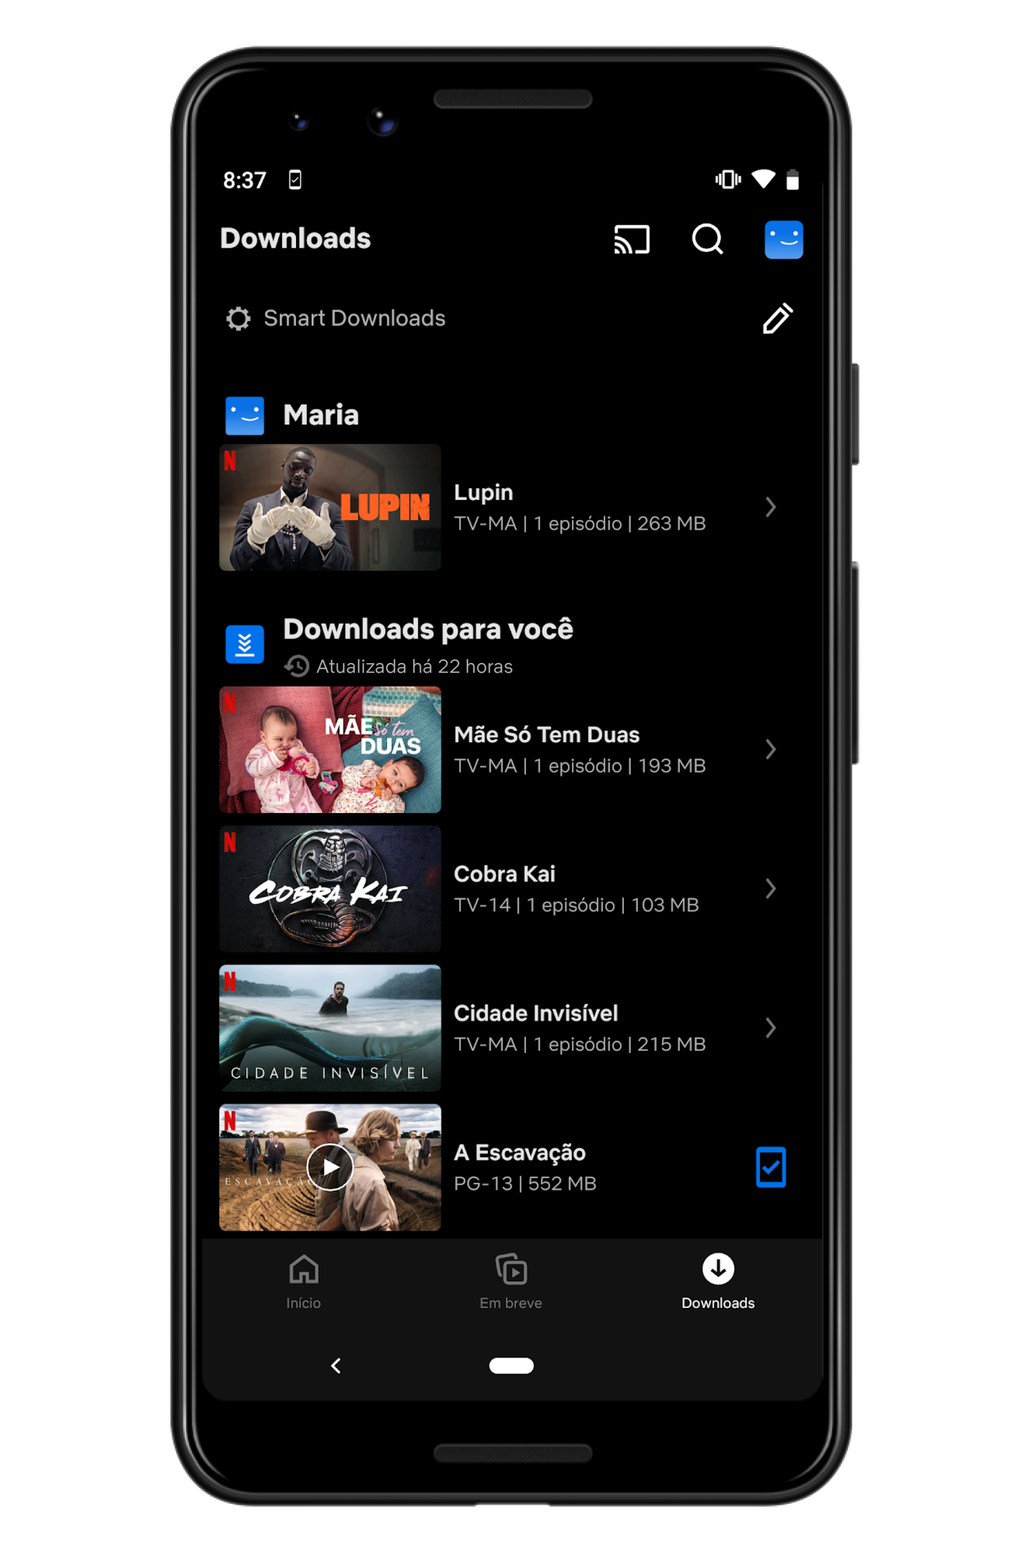 8:37
Downloads
Smart Downloads
Maria
N
LUPIN
Lupin
TV-MA | 1 episódio | 263 MB
Downloads para você
Atualizada há 22 horas
N
MÃE só tem
DUAS
Mãe Só Tem Duas
TV-MA | 1 episódio | 193 MB
N
COBRA KAI
Cobra Kai
TV-14 | 1 episódio | 103 MB
N
CIDADE INVISÍVEL
Cidade Invisível
TV-MA | 1 episódio | 215 MB
N
A Escavação
PG-13 | 552 MB
Início
Em breve
Downloads